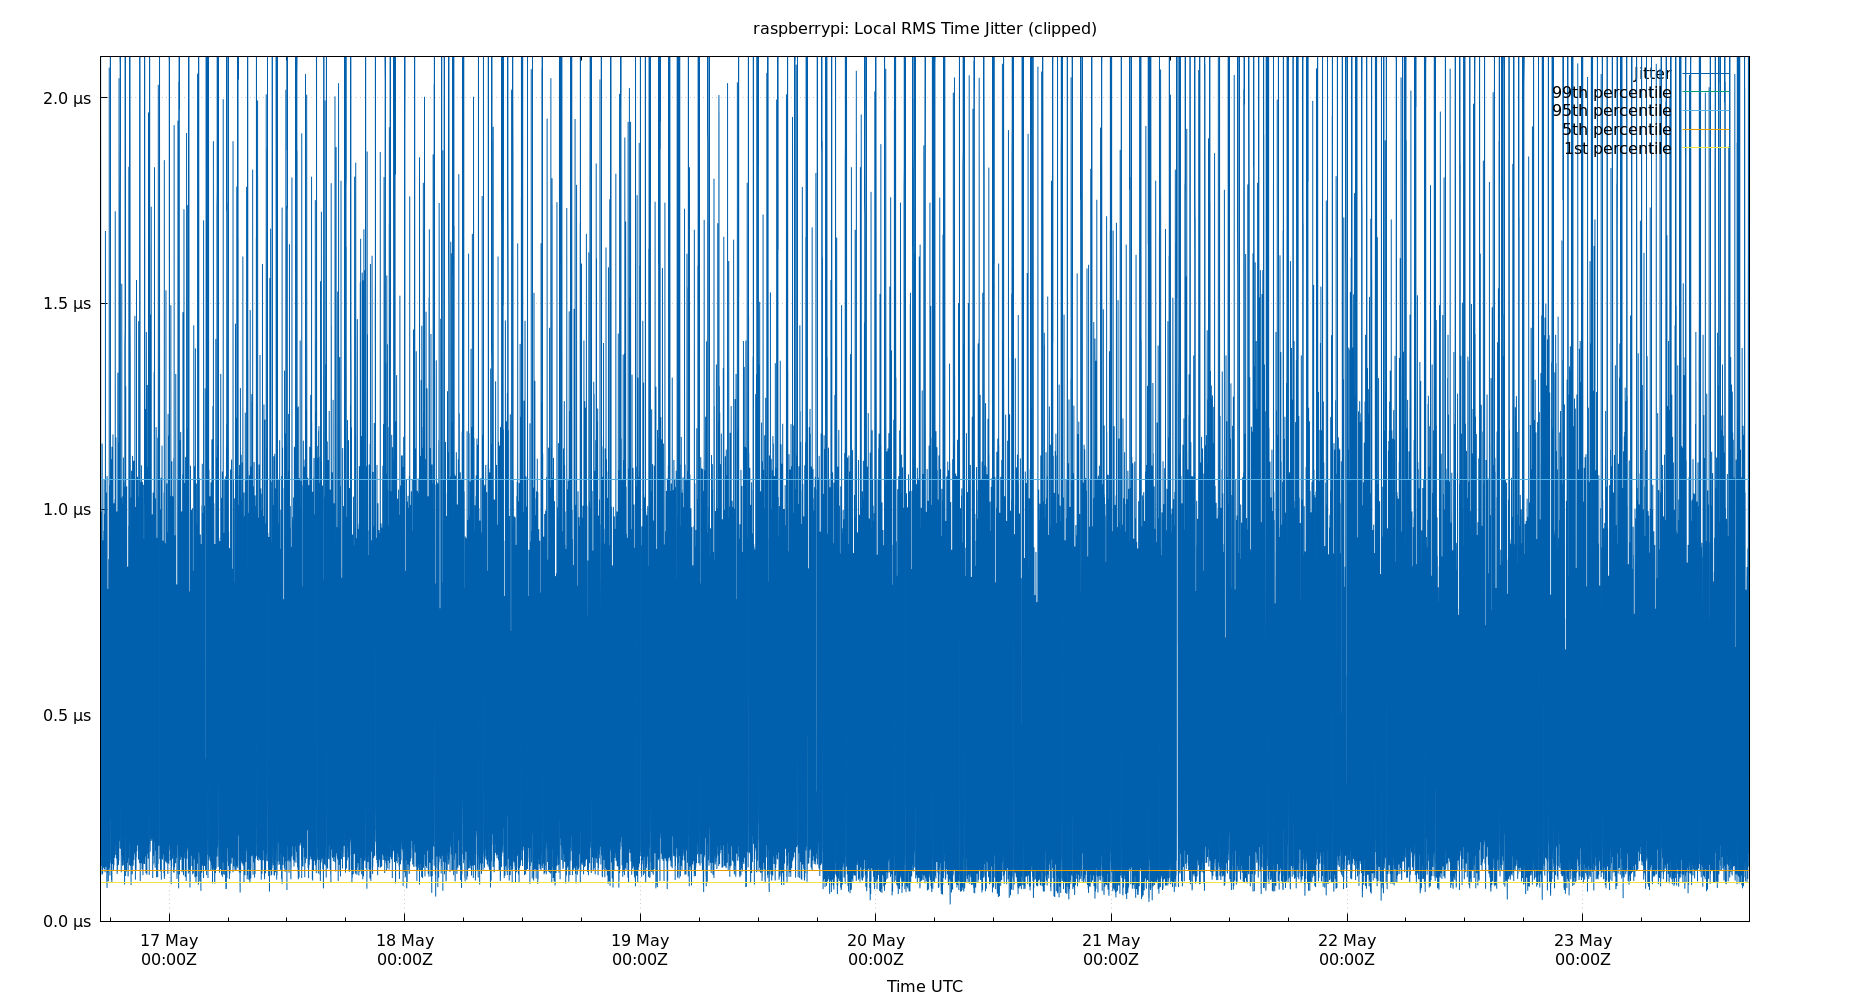 raspberrypi: Local RMS Time Jitter (clipped)
2.0 µs
1.5 µs
1.0 µs
0.5 µs
0.0 µs
jitter
99th percentile
95th percentile
5th percentile
1st percentile
17 May 18 May 19 May 20 May 21 May 22 May 23 May
00:00Z 00:00Z 00:00Z 00:00Z 00:00Z 00:00Z 00:00Z
Time UTC